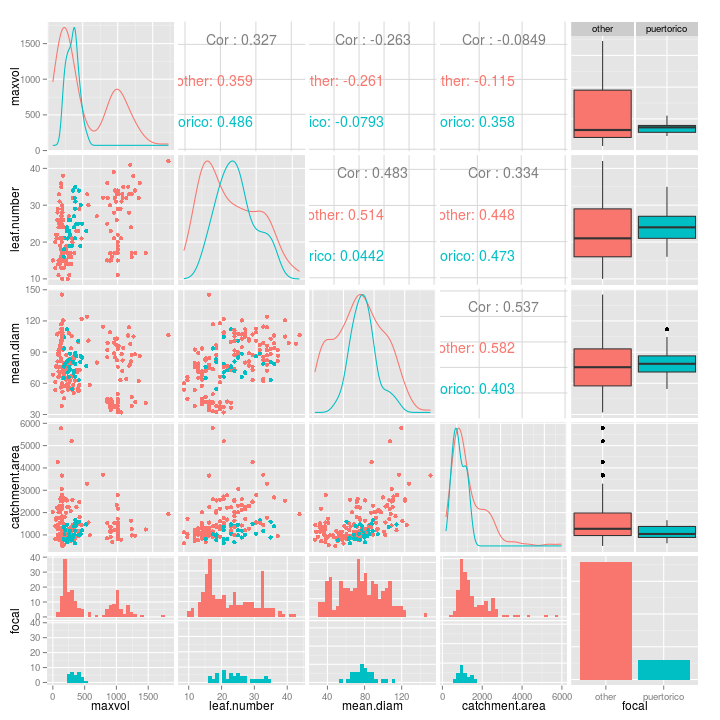 other puertorico
maxvol
1500
1000
500
0
Cor : 0.327
other: 0.359
orico: 0.486
Cor : -0.263
other: -0.261
ico: -0.0793
Cor : -0.0849
other: -0.115
orico: 0.358
leaf.number
40
30
20
10
Cor : 0.483
other: 0.514
rico: 0.0442
Cor : 0.334
other: 0.448
orico: 0.473
mean.diam
150
120
90
60
30
Cor : 0.537
other: 0.582
orico: 0.403
catchment.area
6000
5000
4000
3000
2000
1000
focal
40
30
20
10
0
40
30
20
10
0
0 500 1000 1500
10 20 30 40
40 80 120
0 2000 4000 6000
other puertorico
maxvol leaf.number mean.diam catchment.area focal